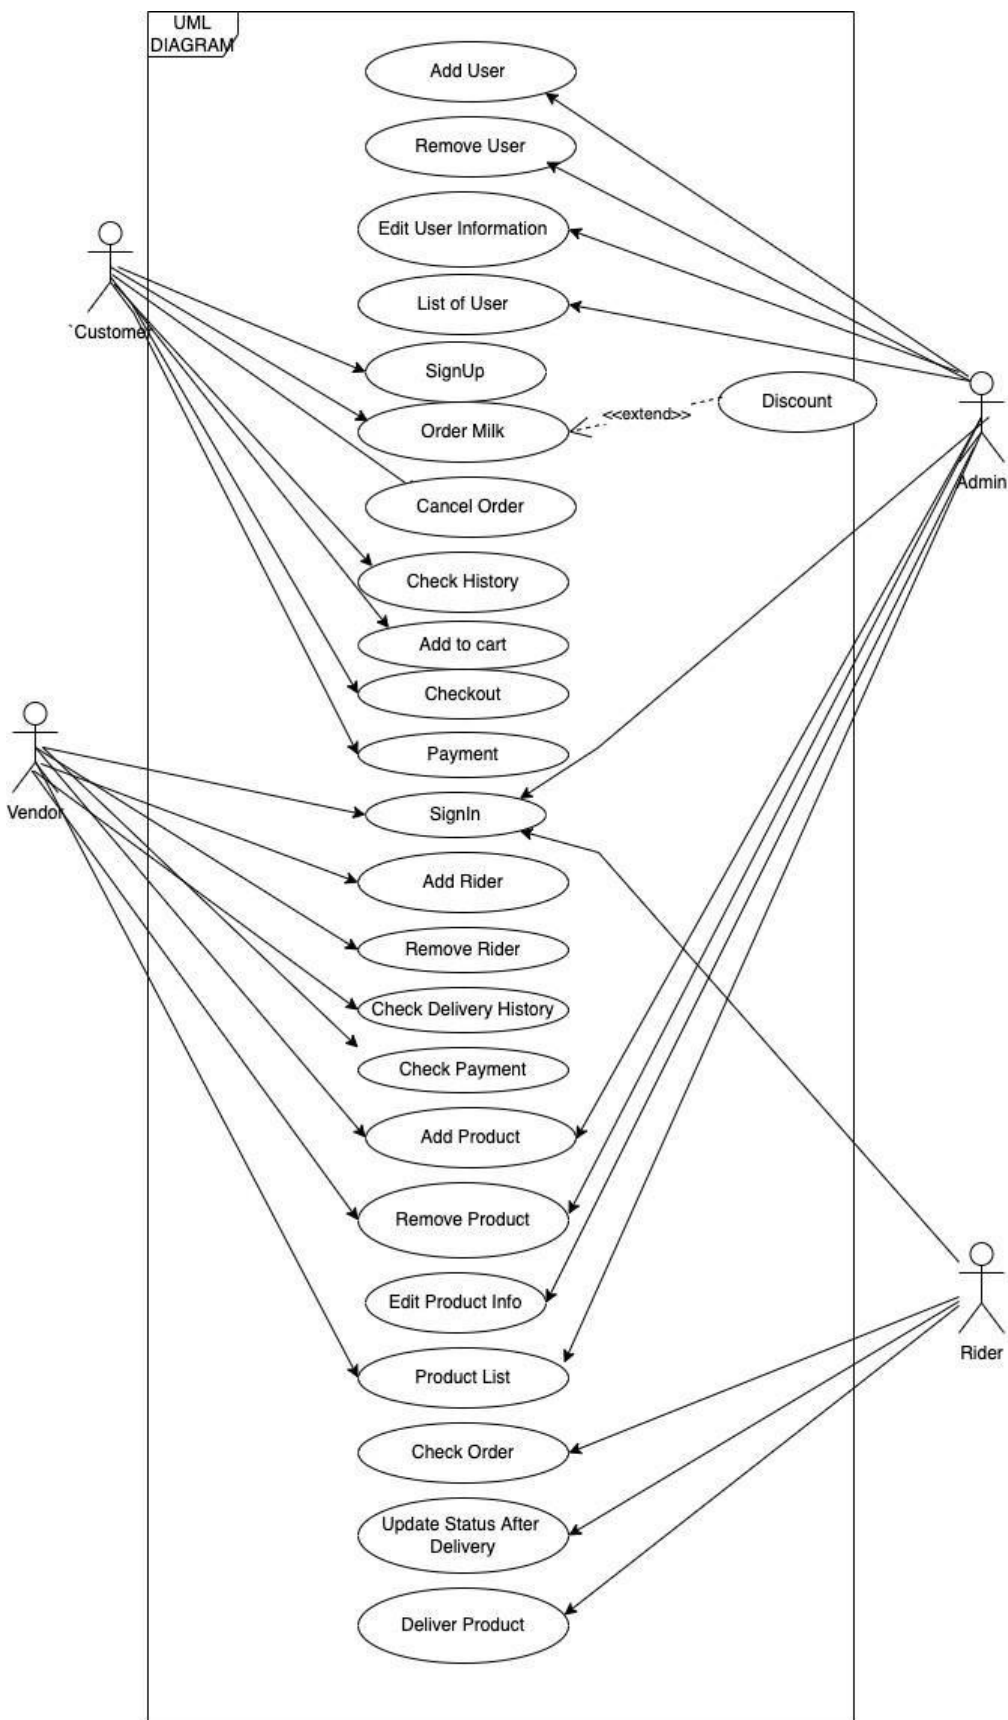 UML
DIAGRAM
Add User
Remove User
Edit User Information
List of User
`Customer
SignUp
Discount
<<extend>>
Order Milk
Admin
Cancel Order
Check History
Add to cart
Checkout
Payment
Vendor
SignIn
Add Rider
Remove Rider
Check Delivery History
Check Payment
Add Product
Remove Product
Edit Product Info
Rider
Product List
Check Order
Update Status After
Delivery
Deliver Product